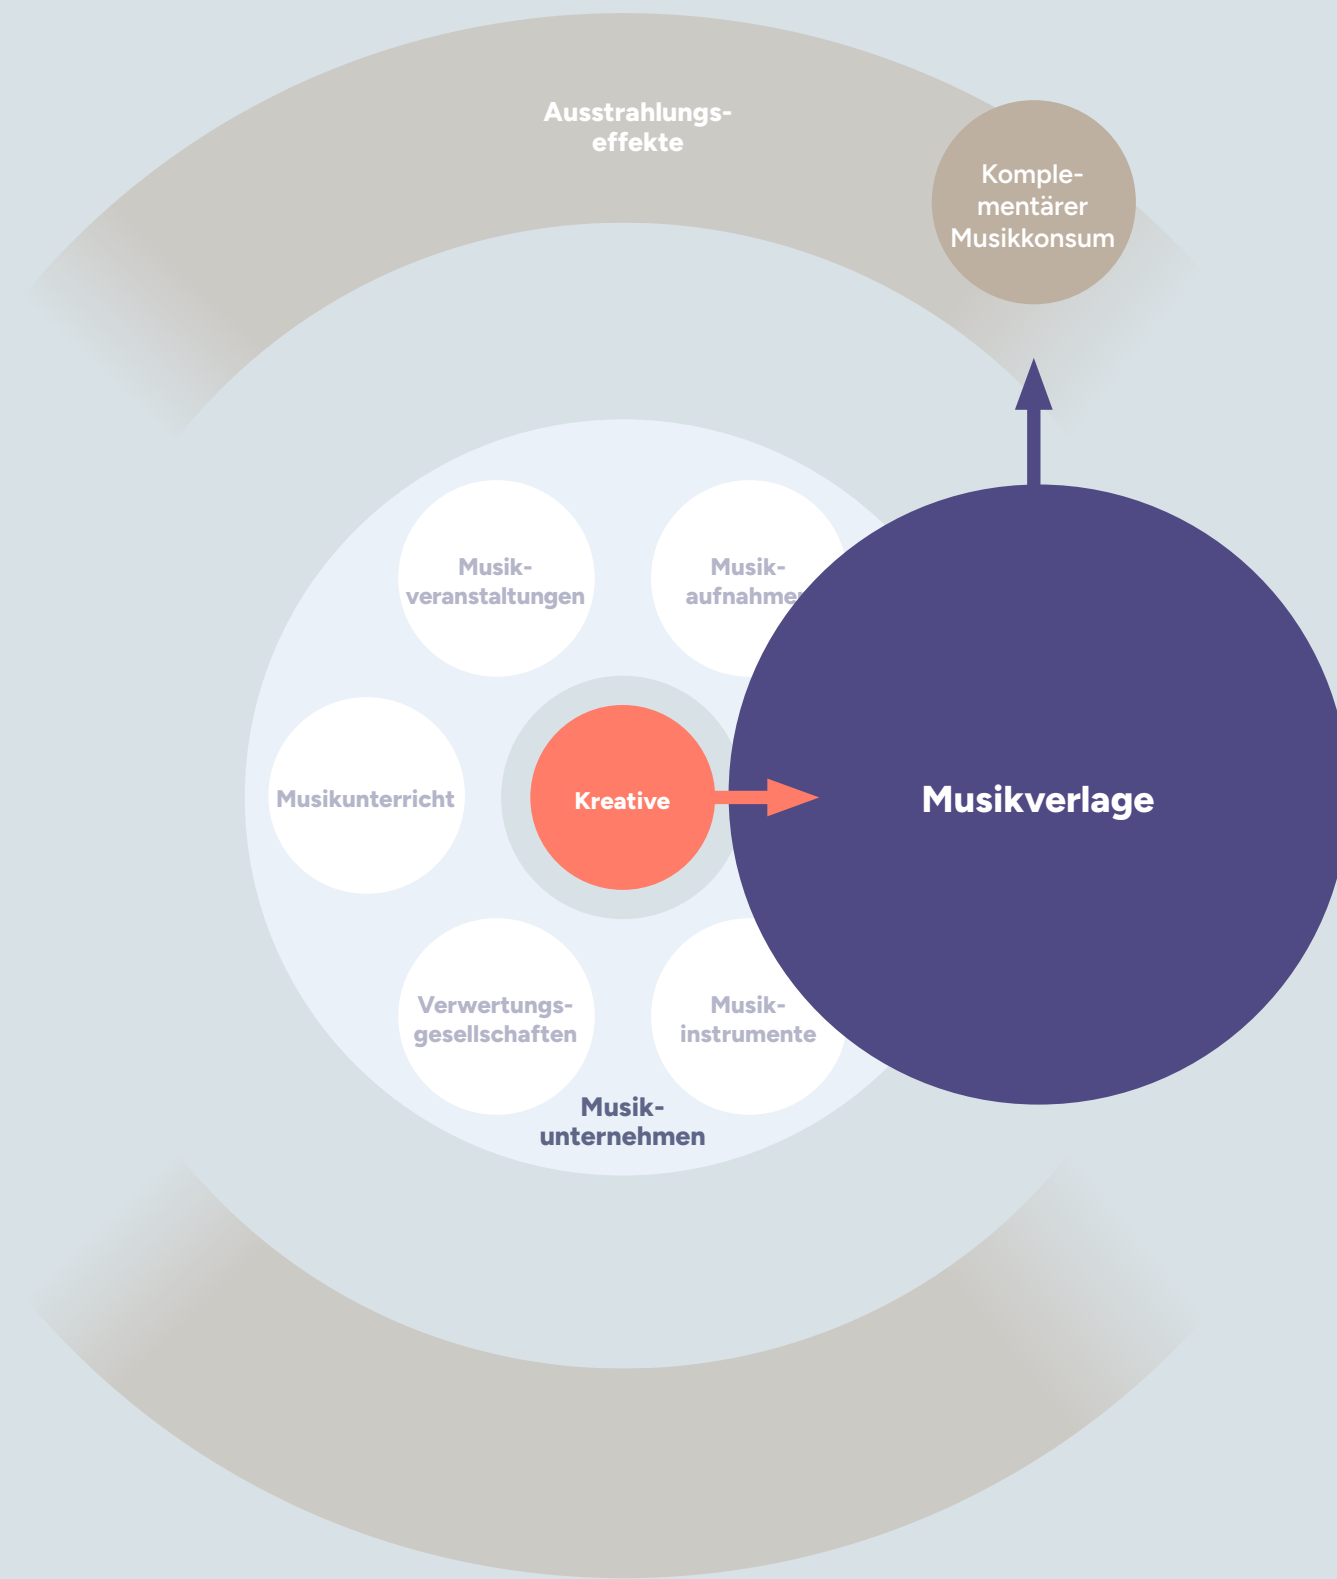 Ausstrahlungs-
effekte
Komple-
mentärer
Musikkonsum
Musik-
veranstaltungen
Musik-
Musikunterricht
Kreative
Musikverlage
Verwertungs-
gesellschaften
Musik-
instrumente
Musik-
unternehmen